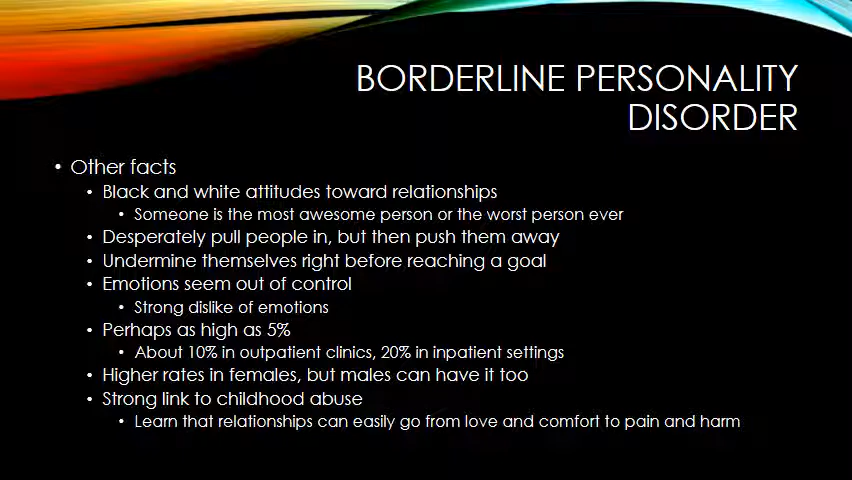 BORDERLINE PERSONALITY
DISORDER
• Other facts
• Black and white attitudes toward relationships
• Someone is the most awesome person or the worst person ever
• Desperately pull people in, but then push them away
• Undermine themselves right before reaching a goal
• Emotions seem out of control
• Strong dislike of emotions
• Perhaps as high as 5%
• About 10% in outpatient clinics, 20% in inpatient settings
• Higher rates in females, but males can have it too
• Strong link to childhood abuse
• Learn that relationships can easily go from love and comfort to pain and harm